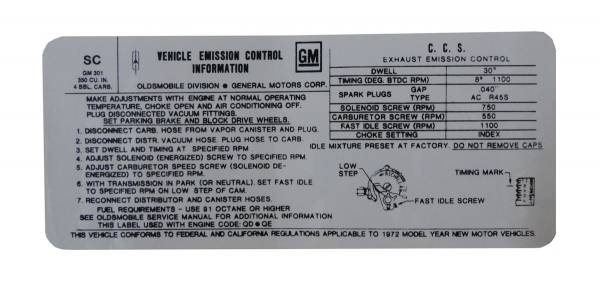 SC
GM 301
350 CU. IN.
4 BBL. CARB.
VEHICLE EMISSION CONTROL
INFORMATION
GM
OLDSMOBILE DIVISION ● GENERAL MOTORS CORP.
MAKE ADJUSTMENTS WITH ENGINE AT NORMAL OPERATING
TEMPERATURE, CHOKE OPEN AND AIR CONDITIONING OFF.
PLUG DISCONNECTED VACUUM FITTINGS.
SET PARKING BRAKE AND BLOCK DRIVE WHEELS.
1. DISCONNECT CARB. HOSE FROM VAPOR CANISTER AND PLUG.
2. DISCONNECT DISTR. VACUUM HOSE. PLUG HOSE TO CARB.
3. SET DWELL AND TIMING AT SPECIFIED RPM
4. ADJUST SOLENOID (ENERGIZED) SCREW TO SPECIFIED RPM.
5. ADJUST CARBURETOR SPEED SCREW (SOLENOID DE-
ENERGIZED) TO SPECIFIED RPM.
6. WITH TRANSMISSION IN PARK (OR NEUTRAL). SET FAST IDLE
TO SPECIFIED RPM ON LOW STEP OF CAM.
7. RECONNECT DISTRIBUTOR AND CANISTER HOSES.
FUEL REQUIREMENTS - USE 91 OCTANE OR HIGHER
SEE OLDSMOBILE SERVICE MANUAL FOR ADDITIONAL INFORMATION
THIS LABEL USED WITH ENGINE CODE: QD ● QE
C. C. S.
EXHAUST EMISSION CONTROL
DWELL 30°
TIMING (DEG. BTDC RPM) 8° 1100
SPARK PLUGS GAP .040"
TYPE AC R46S
SOLENOID SCREW (RPM) 750
CARBURETOR SCREW (RPM) 550
FAST IDLE SCREW (RPM) 1100
CHOKE SETTING INDEX
IDLE MIXTURE PRESET AT FACTORY. DO NOT REMOVE CAPS
LOW
STEP
TIMING MARK
FAST IDLE SCREW
THIS VEHICLE CONFORMS TO FEDERAL AND CALIFORNIA REGULATIONS APPLICABLE TO 1972 MODEL YEAR NEW MOTOR VEHICLES.